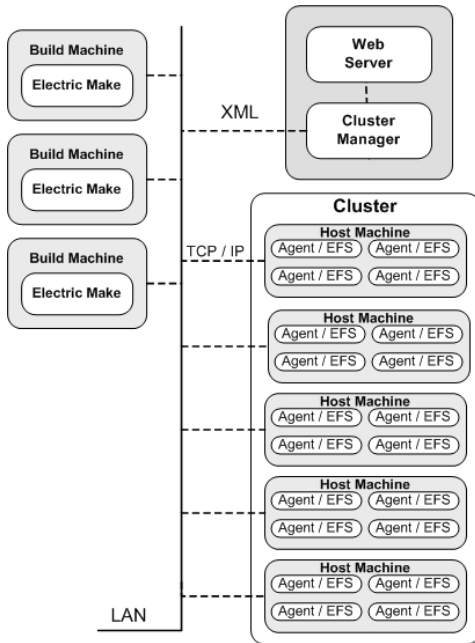 Build Machine
Electric Make
Build Machine
Electric Make
Build Machine
Electric Make
LAN
XML
TCP / IP
Web
Server
Cluster
Manager
Cluster
Host Machine
Agent / EFS Agent / EFS
Agent / EFS Agent / EFS
Host Machine
Agent / EFS Agent / EFS
Agent / EFS Agent / EFS
Host Machine
Agent / EFS Agent / EFS
Agent / EFS Agent / EFS
Host Machine
Agent / EFS Agent / EFS
Agent / EFS Agent / EFS
Host Machine
Agent / EFS Agent / EFS
Agent / EFS Agent / EFS